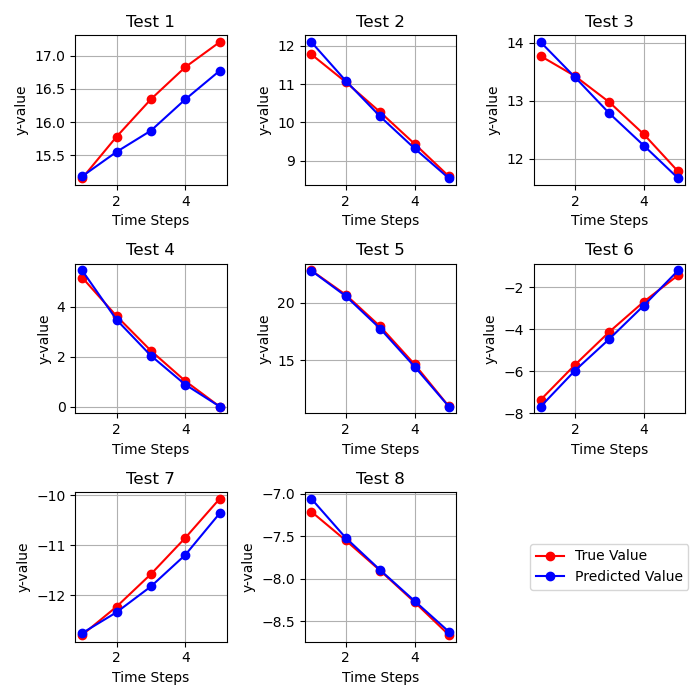 Test 1 Test 2 Test 3
y-value 17.0 16.5 16.0 15.5 y-value 12 11 10 9 y-value 14 13 12
2 4 2 4 2 4
Time Steps Time Steps Time Steps
Test 4 Test 5 Test 6
y-value 4 2 0 y-value 20 15 y-value −2 −4 −6 −8
2 4 2 4 2 4
Time Steps Time Steps Time Steps
Test 7 Test 8
y-value −10 −11 −12 y-value −7.0 −7.5 −8.0 −8.5
2 4 2 4
Time Steps Time Steps
True Value
Predicted Value